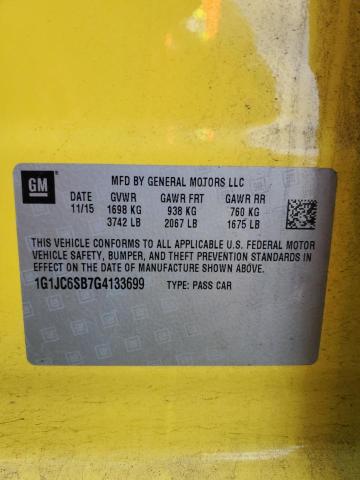 GM
MFD BY GENERAL MOTORS LLC
DATE GVWR GAWR FRT GAWR RR
11/15 1698 KG 938 KG 760 KG
3742 LB 2067 LB 1675 LB
THIS VEHICLE CONFORMS TO ALL APPLICABLE U.S. FEDERAL MOTOR
VEHICLE SAFETY, BUMPER, AND THEFT PREVENTION STANDARDS
IN EFFECT ON THE DATE OF MANUFACTURE SHOWN ABOVE.
1G1JC6SB7G4133699 TYPE: PASS CAR